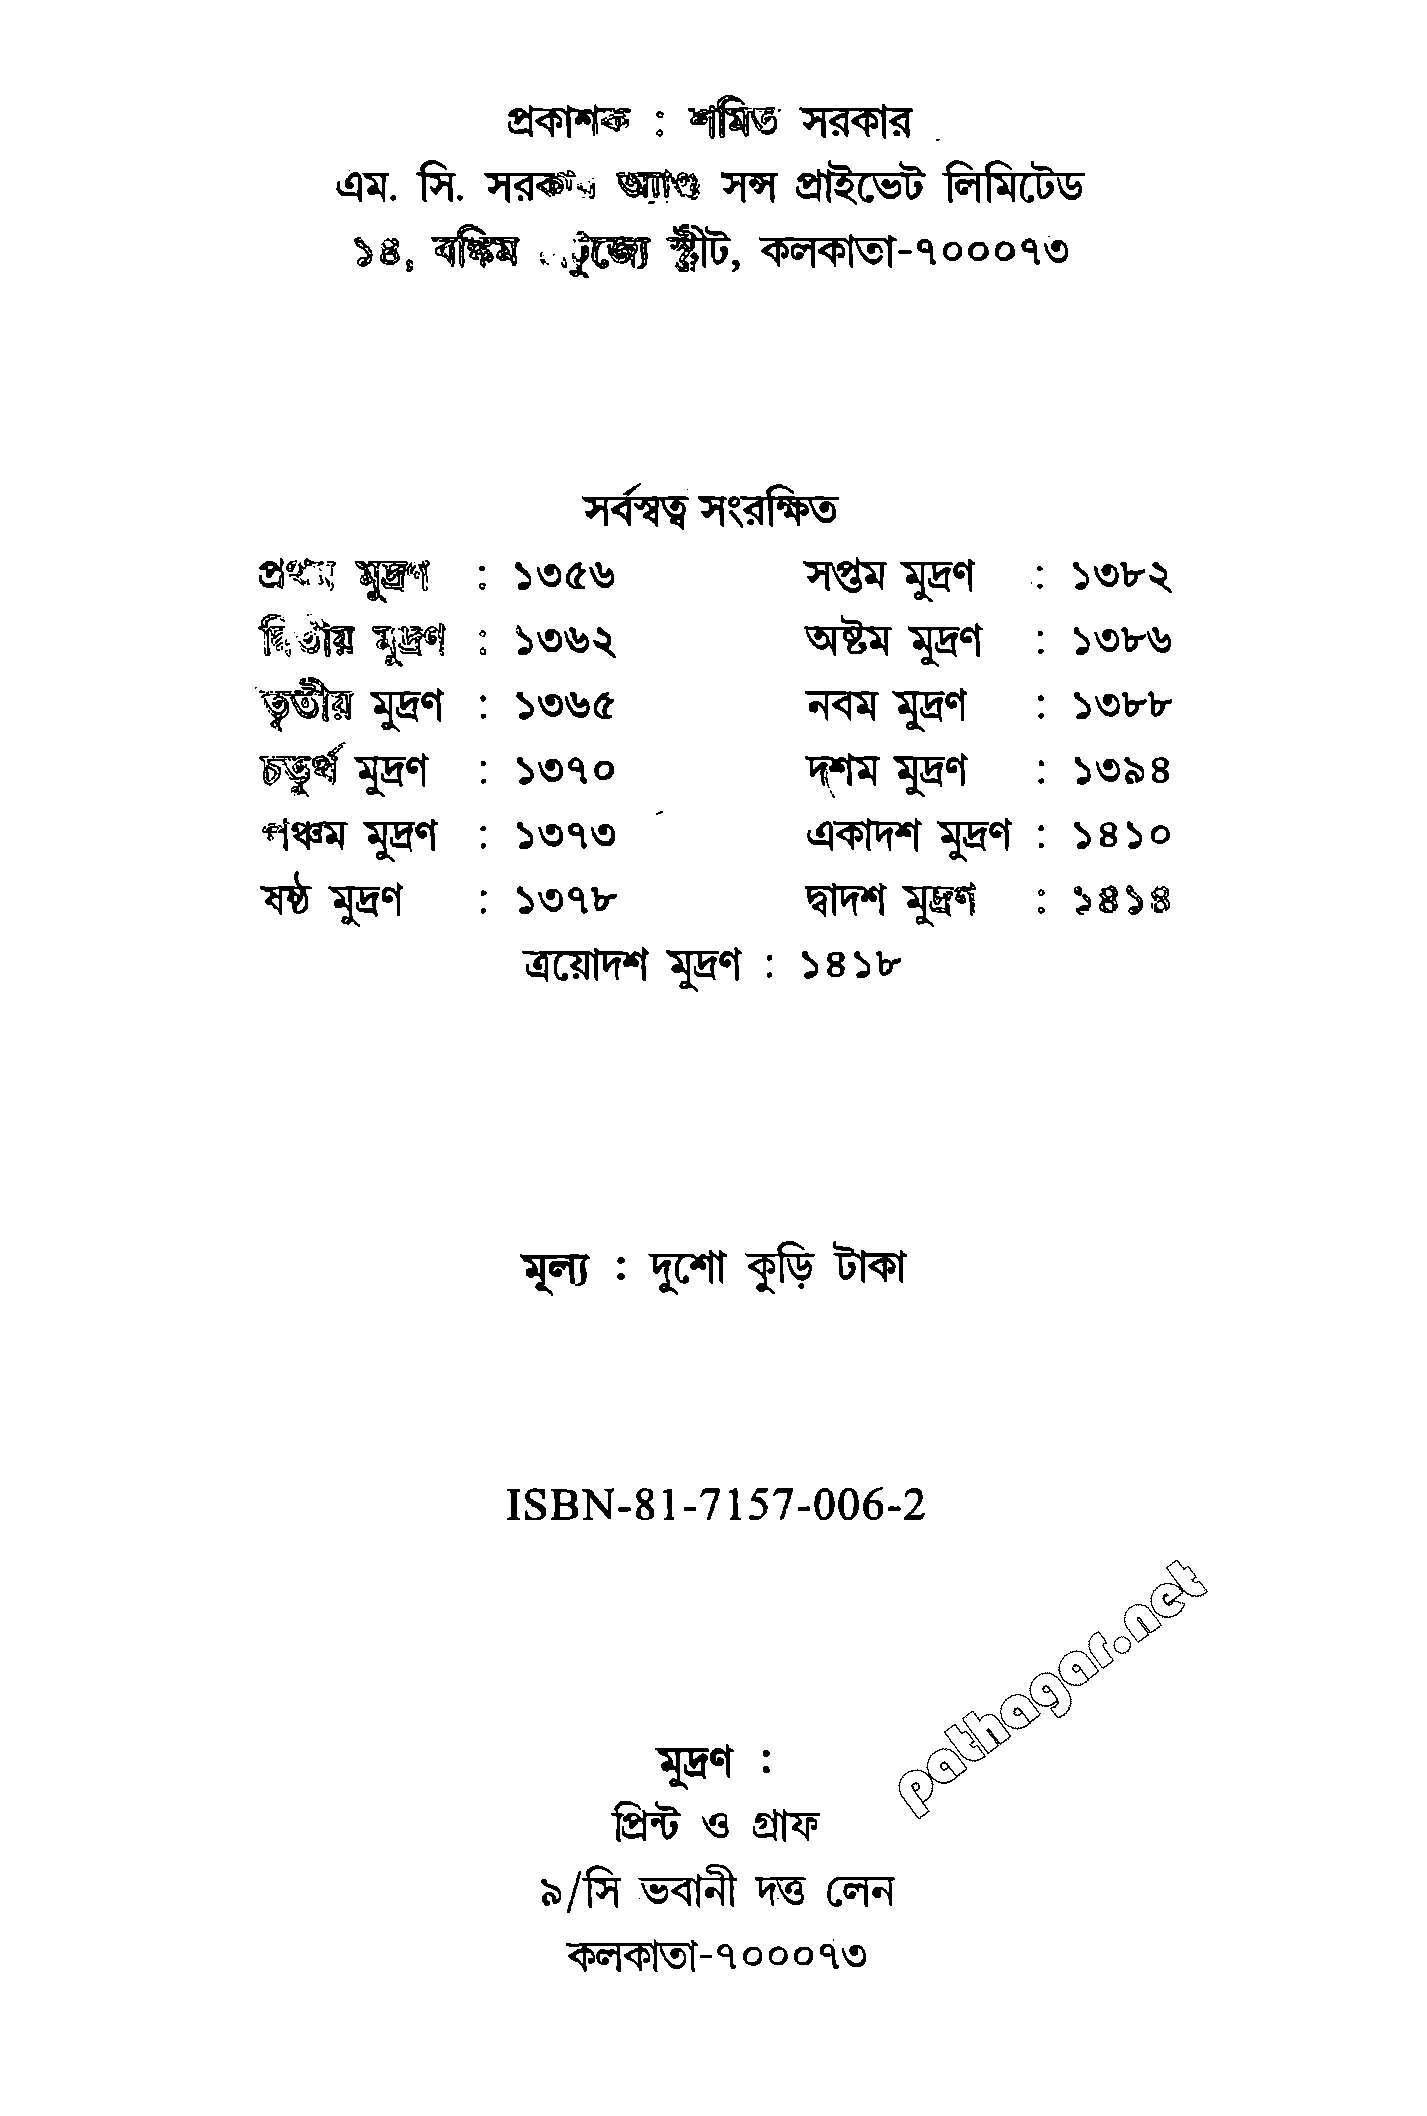 প্রকাশক : শমিত সরকার
এম. সি. সরকার অ্যাণ্ড সন্স প্রাইভেট লিমিটেড
১৪, বঙ্কিম চাটুজ্যে স্ট্রীট, কলকাতা-৭০০০৭৩
সর্বস্বত্ব সংরক্ষিত
প্রথম মুদ্রণ : ১৩৫৬ সপ্তম মুদ্রণ : ১৩৮২
দ্বিতীয় মুদ্রণ : ১৩৬২ অষ্টম মুদ্রণ : ১৩৮৬
তৃতীয় মুদ্রণ : ১৩৬৫ নবম মুদ্রণ : ১৩৮৮
চতুর্থ মুদ্রণ : ১৩৭০ দশম মুদ্রণ : ১৩৯৪
পঞ্চম মুদ্রণ : ১৩৭৩ একাদশ মুদ্রণ : ১৪১০
ষষ্ঠ মুদ্রণ : ১৩৭৮ দ্বাদশ মুদ্রণ : ১৪১৪
ত্রয়োদশ মুদ্রণ : ১৪১৮
মূল্য : দুশো কুড়ি টাকা
ISBN-81-7157-006-2
pathagar.net
মুদ্রণ :
প্রিন্ট ও গ্রাফ
৯/সি ভবানী দত্ত লেন
কলকাতা-৭০০০৭৩